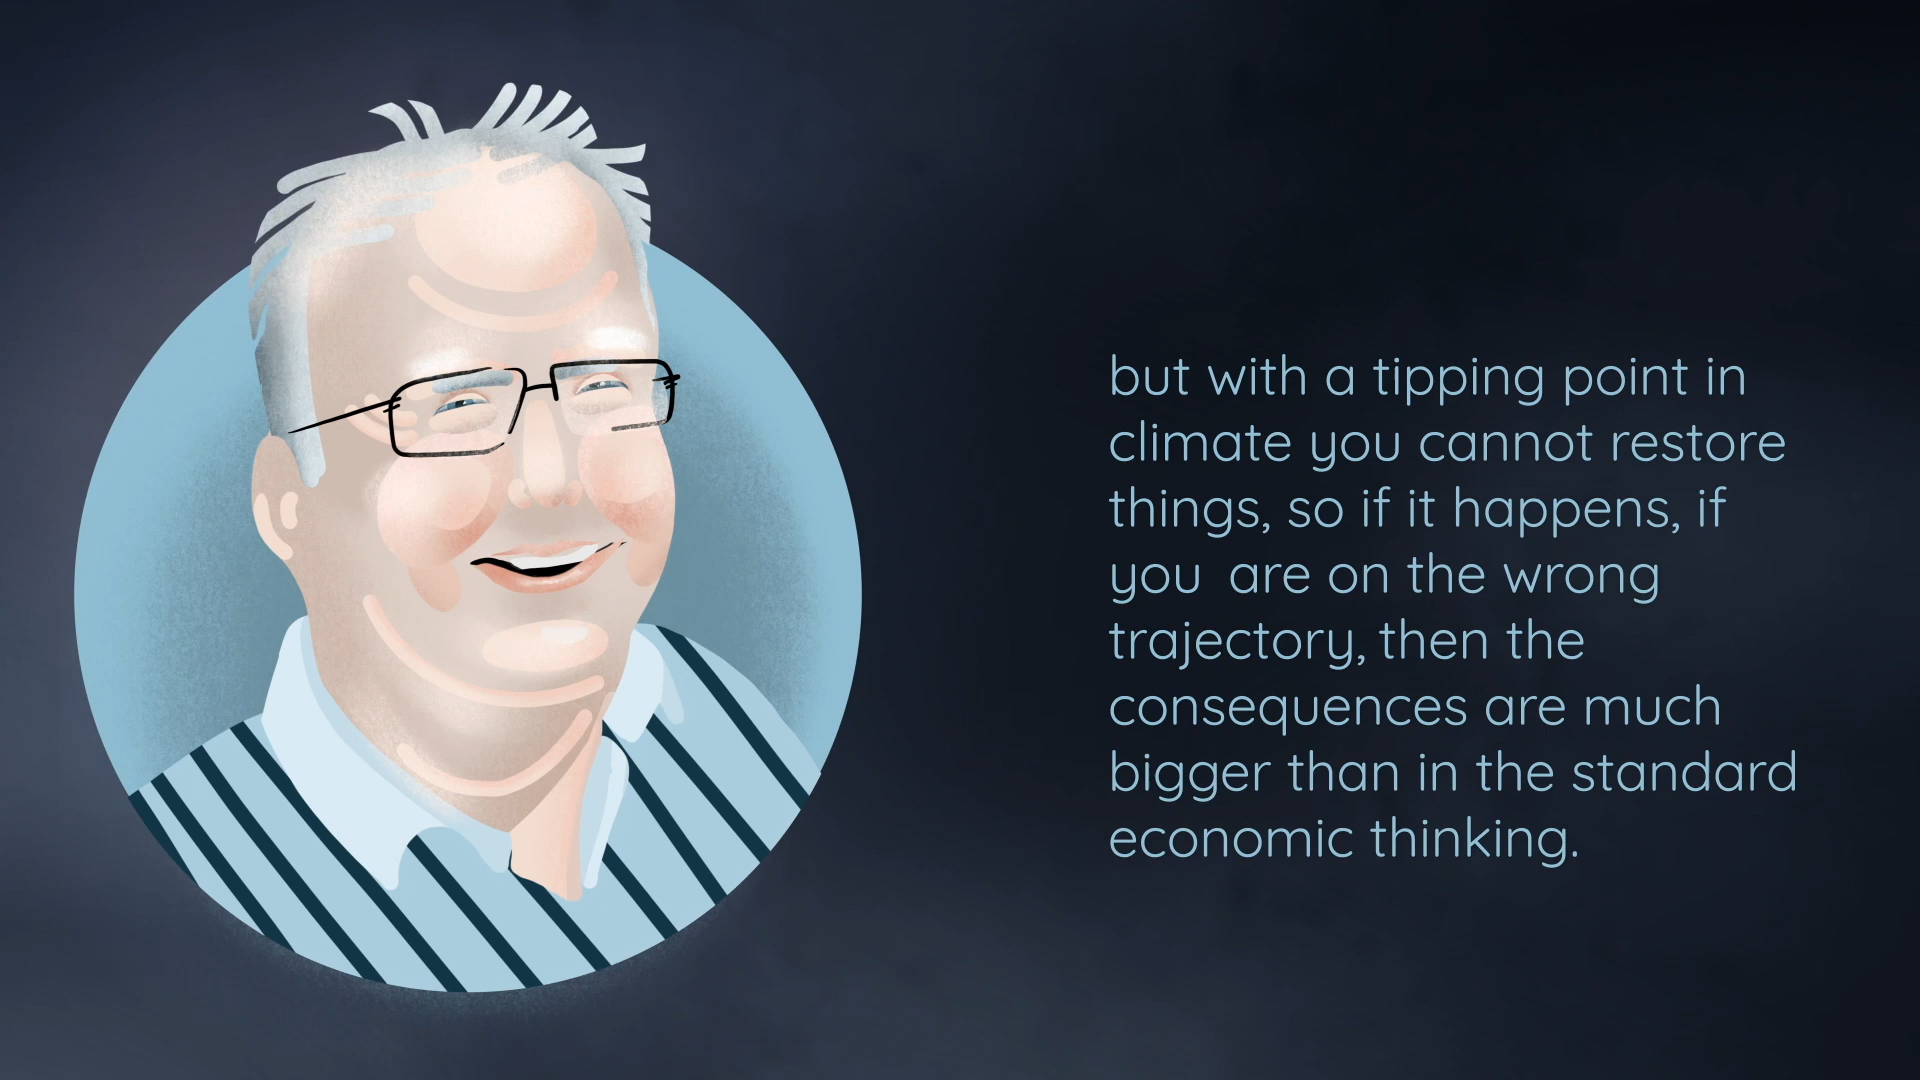 but with a tipping point in
climate you cannot restore
things, so if it happens, if
you  are on the wrong
trajectory, then the
consequences are much
bigger than in the standard
economic thinking.